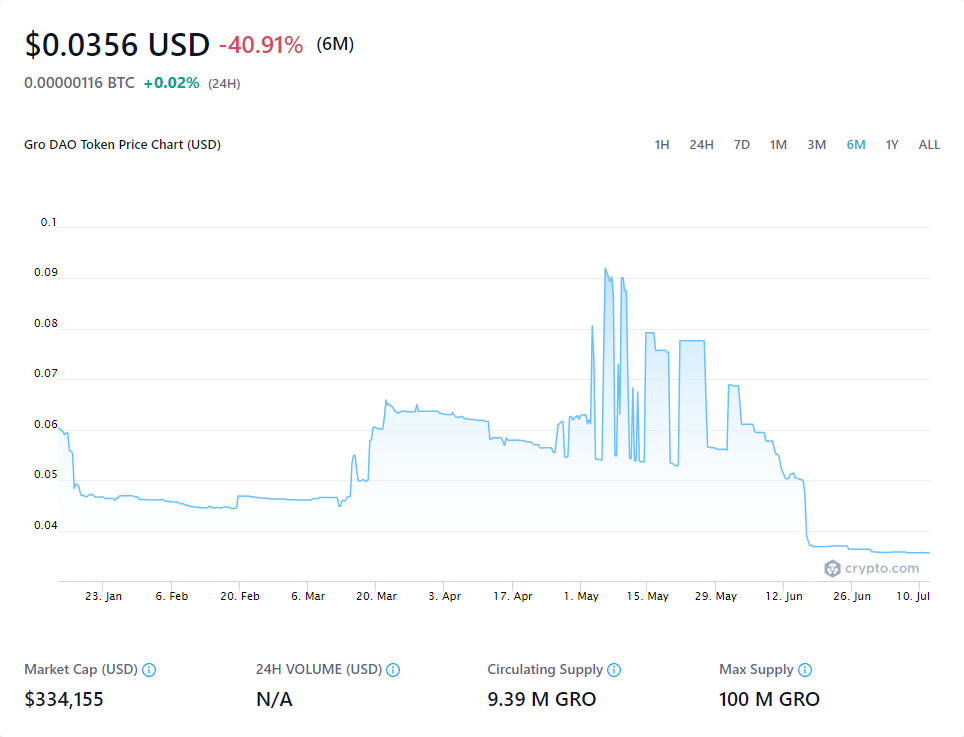 $0.0356 USD -40.91% (6M)
0.00000116 BTC +0.02% (24H)
Gro DAO Token Price Chart (USD) 1H 24H 7D 1M 3M 6M 1Y ALL
0.1
0.09
0.08
0.07
0.06
0.05
0.04
crypto.com
23. Jan 6. Feb 20. Feb 6. Mar 20. Mar 3. Apr 17. Apr 1. May 15. May 29. May 12. Jun 26. Jun 10. Jul
Market Cap (USD) 24H VOLUME (USD) Circulating Supply Max Supply
$334,155 N/A 9.39 M GRO 100 M GRO